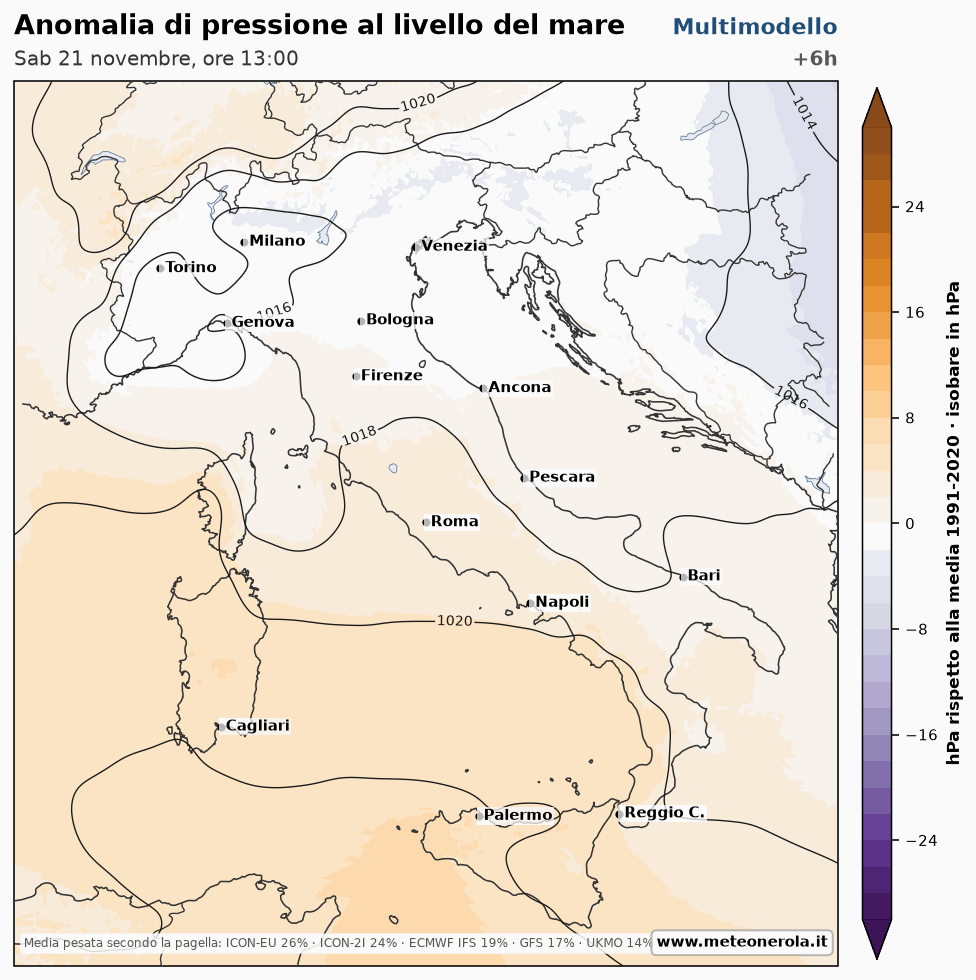 Anomalia di pressione al livello del mare
Multimodello
Sab 21 novembre, ore 13:00
+6h
1020
1014
Milano
Venezia
Torino
1016
Genova
Bologna
Firenze
Ancona
1016
1018
Pescara
Roma
Bari
Napoli
1020
Cagliari
Palermo
Reggio C.
24
16
8
0
−8
−16
−24
hPa rispetto alla media 1991-2020 · isobare in hPa
Media pesata secondo la pagella: ICON-EU 26% · ICON-2I 24% · ECMWF IFS 19% · GFS 17% · UKMO 14%
www.meteonerola.it